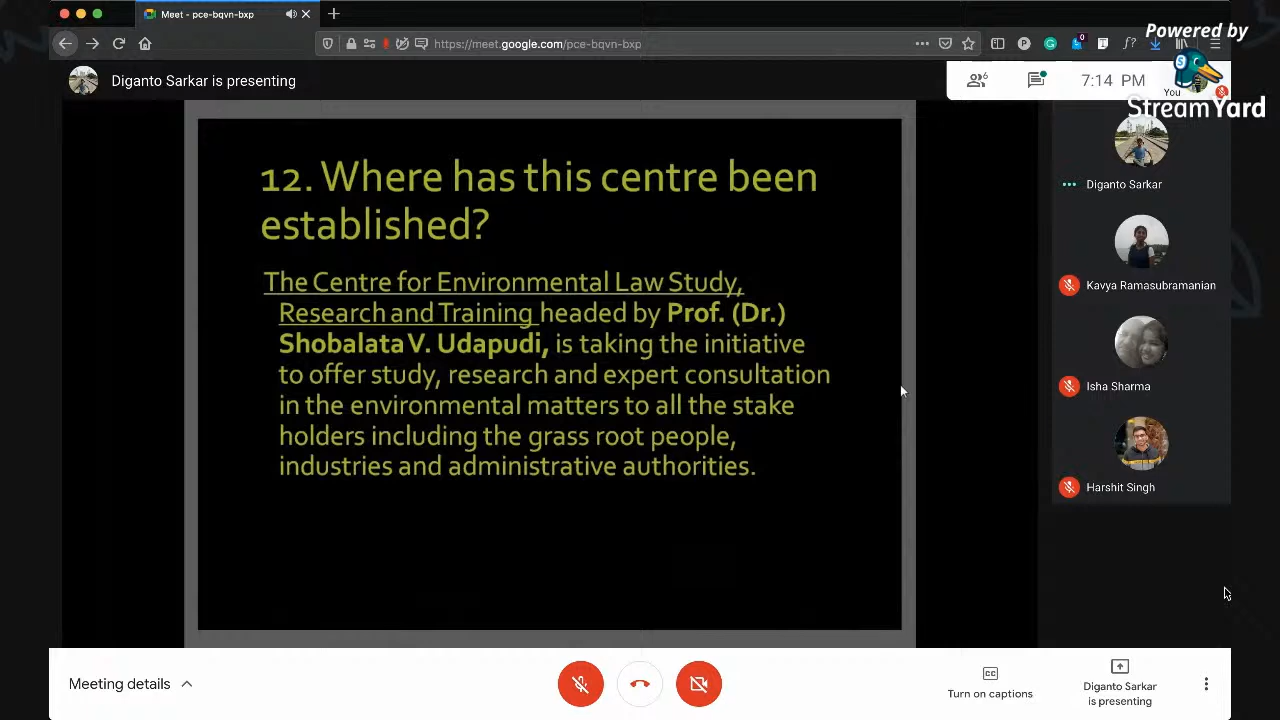 Meet - pce-bqvn-bxp
Powered by
https://meet.google.com/pce-bqvn-bxp
0
Diganto Sarkar is presenting
6
7:14 PM
You
StreamYard
12. Where has this centre been
established?
The Centre for Environmental Law Study,
Research and Training headed by Prof. (Dr.)
Shobalata V. Udapudi, is taking the initiative
to offer study, research and expert consultation
in the environmental matters to all the stake
holders including the grass root people,
industries and administrative authorities.
Diganto Sarkar
Kavya Ramasubramanian
Isha Sharma
Harshit Singh
Meeting details
Turn on captions
Diganto Sarkar
is presenting